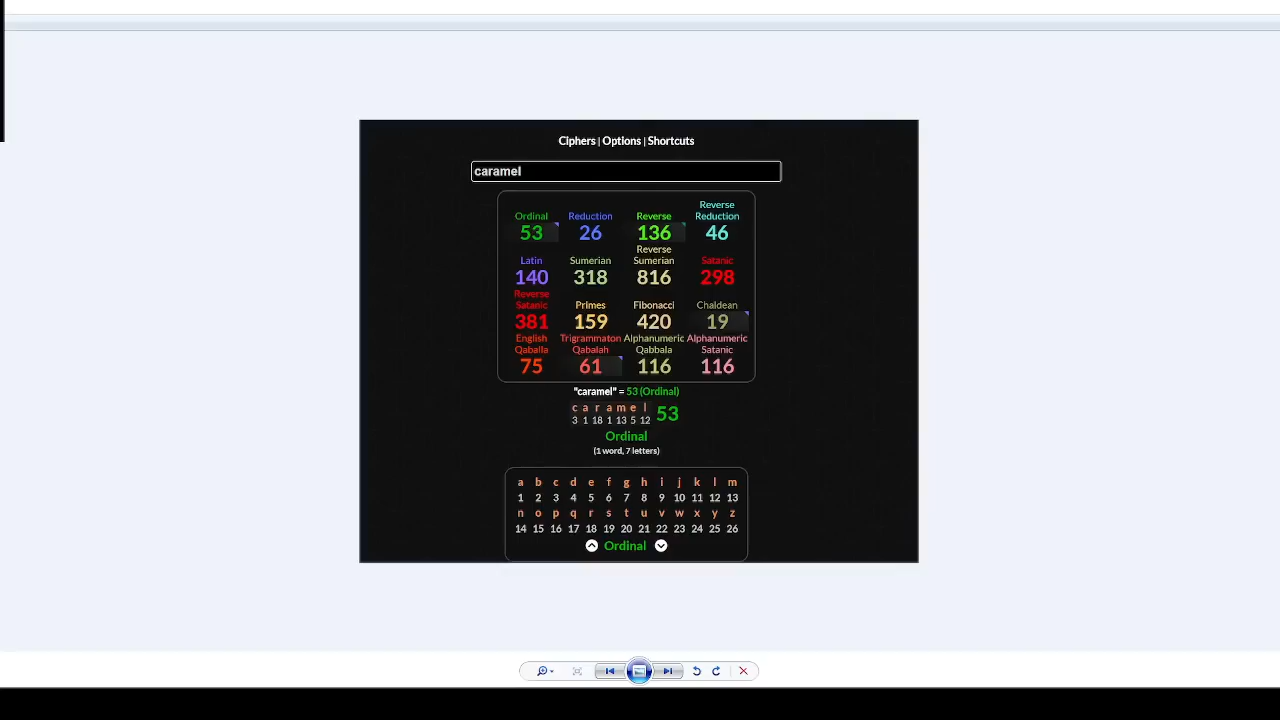 Ciphers | Options | Shortcuts
caramel
Ordinal Reduction Reverse Reverse Reduction
53 26 136 46
Latin Sumerian Reverse Sumerian Satanic
140 318 816 298
Reverse Satanic Primes Fibonacci Chaldean
381 159 420 19
English Qaballa Trigrammaton Qabalah Alphanumeric Qabbala Alphanumeric Satanic
75 61 116 116
"caramel" = 53 (Ordinal)
c a r a m e l 53
3 1 18 1 13 5 12
Ordinal
(1 word, 7 letters)
a b c d e f g h i j k l m
1 2 3 4 5 6 7 8 9 10 11 12 13
n o p q r s t u v w x y z
14 15 16 17 18 19 20 21 22 23 24 25 26
Ordinal